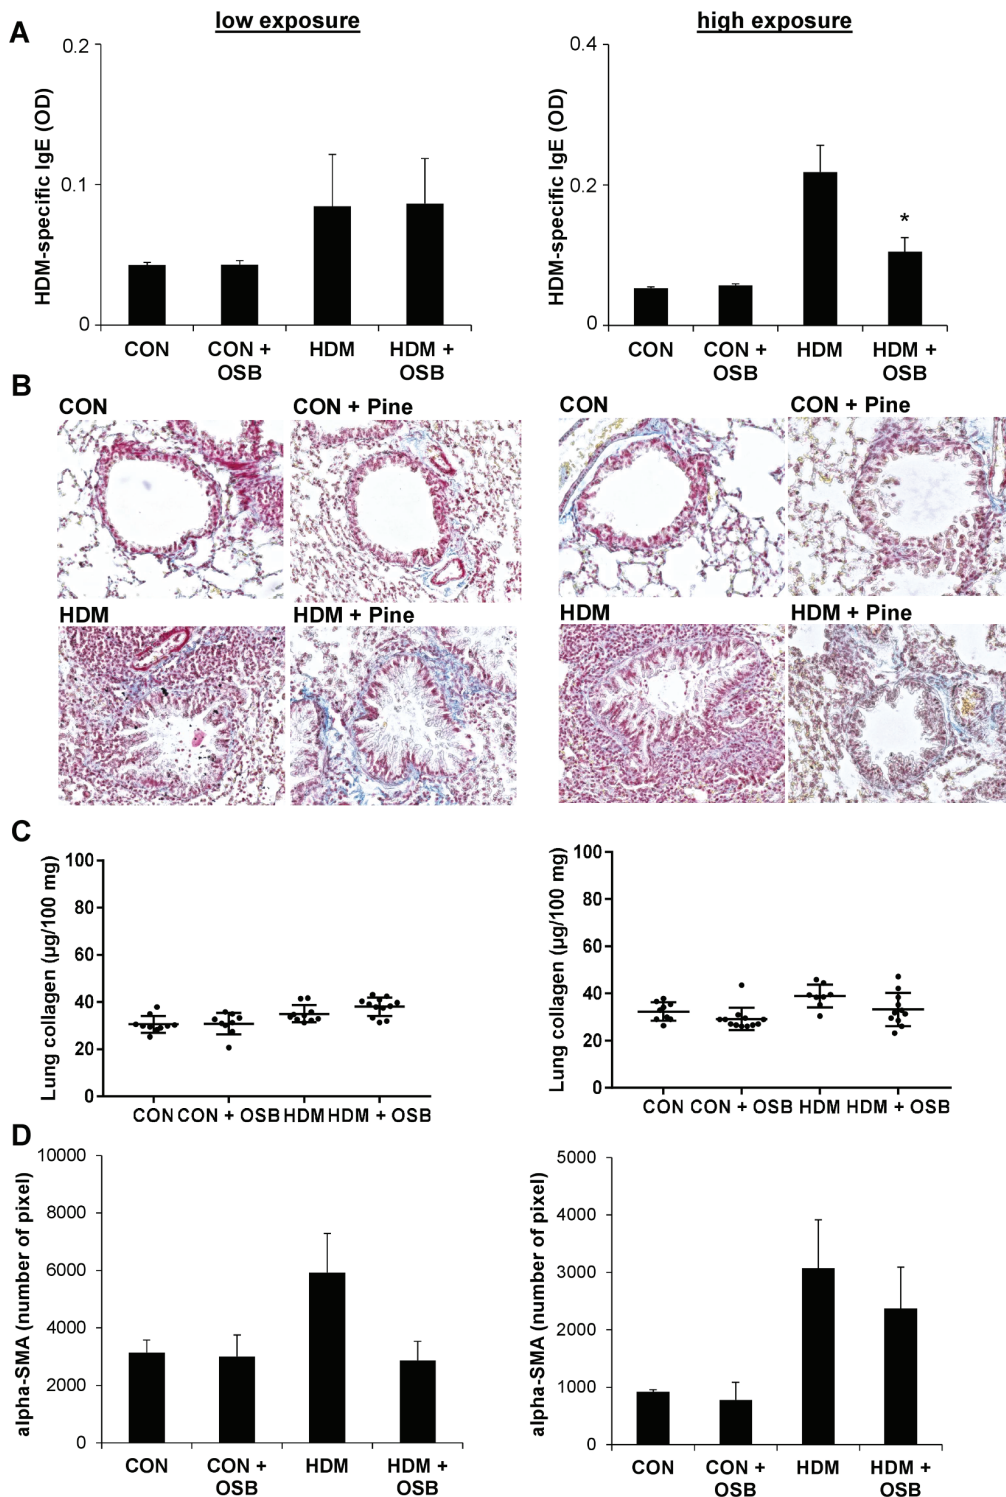 low exposure
high exposure
A
HDM-specific IgE (OD)
0.2
0.1
0
CON
CON +
OSB
HDM
HDM +
OSB
HDM-specific IgE (OD)
0.4
0.2
0
*
CON
CON +
OSB
HDM
HDM +
OSB
B
CON
CON + Pine
CON
CON + Pine
HDM
HDM + Pine
HDM
HDM + Pine
C
Lung collagen (µg/100 mg)
100
80
60
40
20
0
CON CON + OSB HDM HDM + OSB
Lung collagen (µg/100 mg)
100
80
60
40
20
0
CON CON + OSB HDM HDM + OSB
D
alpha-SMA (number of pixel)
10000
8000
6000
4000
2000
0
CON
CON +
OSB
HDM
HDM +
OSB
alpha-SMA (number of pixel)
5000
4000
3000
2000
1000
0
CON
CON +
OSB
HDM
HDM +
OSB